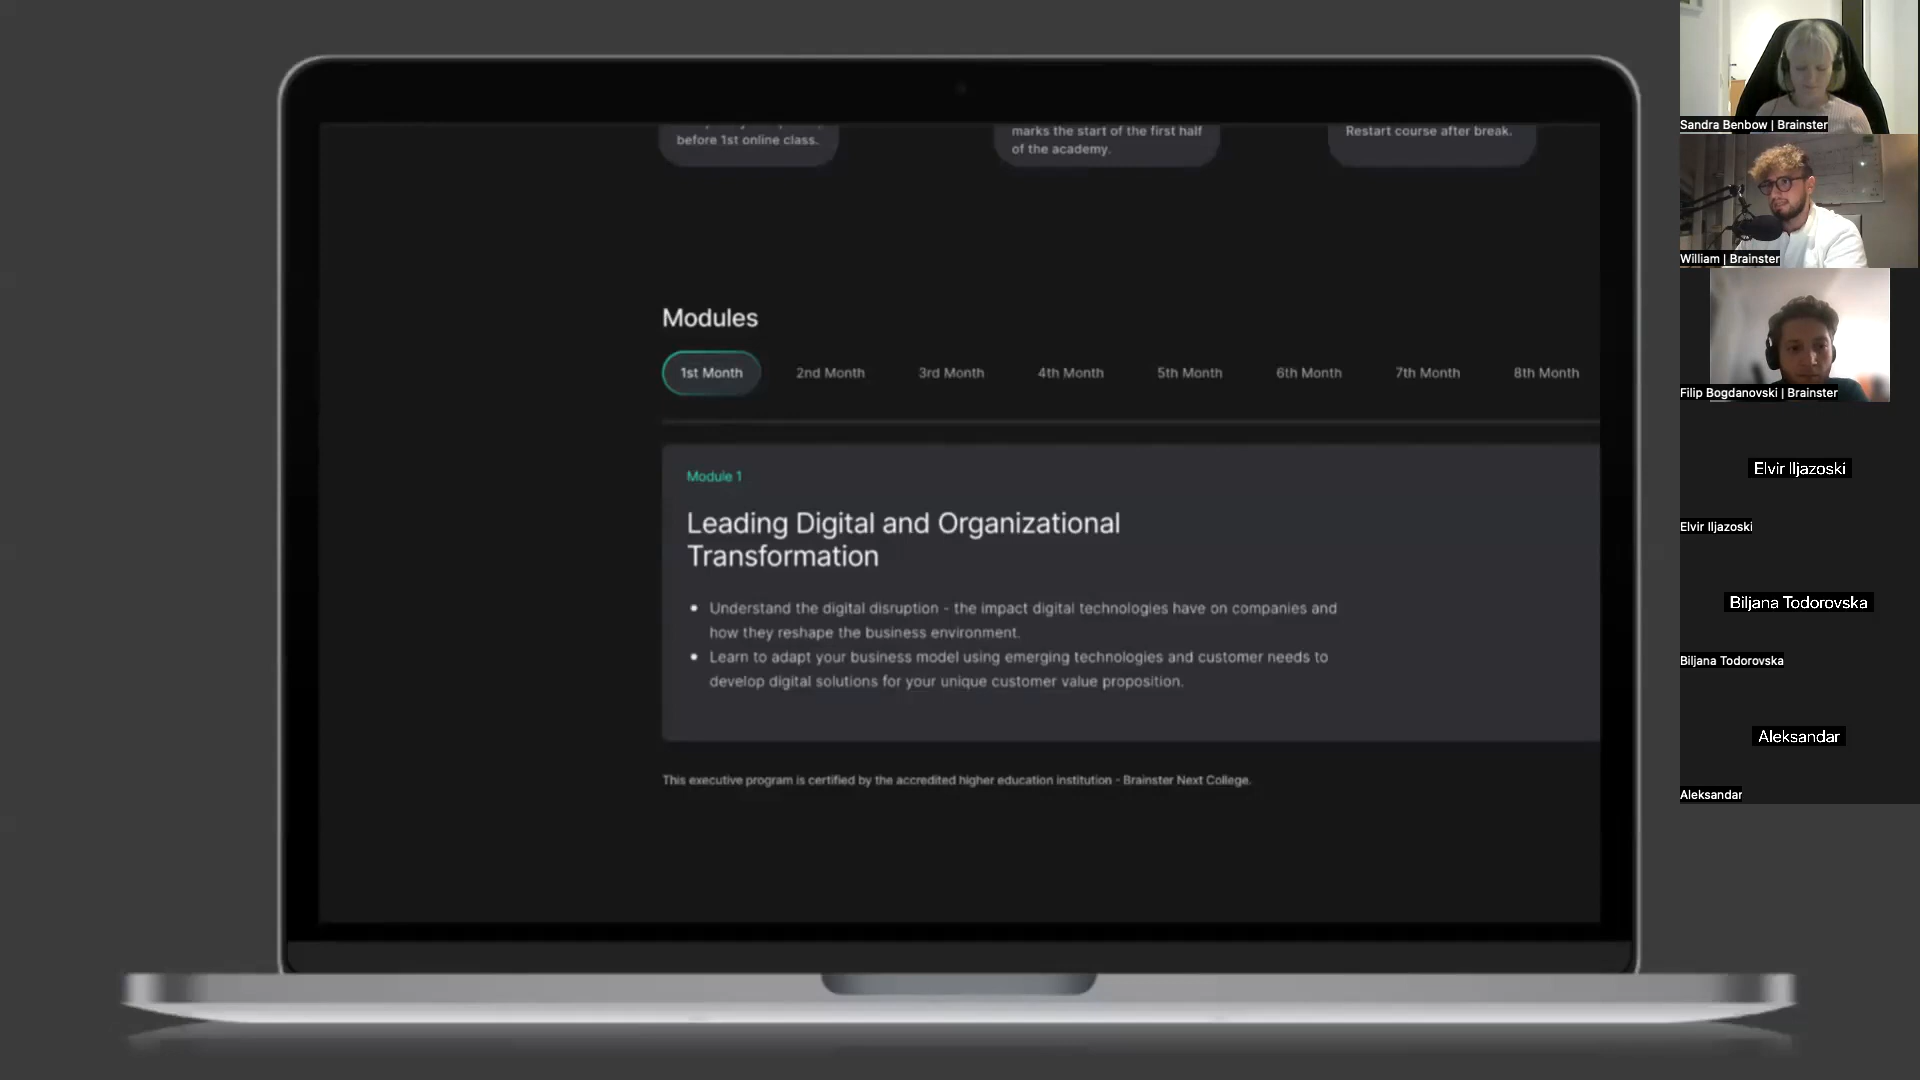 before 1st online class.
marks the start of the first half
of the academy.
Restart course after break.
Modules
1st Month
2nd Month
3rd Month
4th Month
5th Month
6th Month
7th Month
8th Month
Module 1
Leading Digital and Organizational
Transformation
Understand the digital disruption - the impact digital technologies have on companies and
how they reshape the business environment.
Learn to adapt your business model using emerging technologies and customer needs to
develop digital solutions for your unique customer value proposition.
This executive program is certified by the accredited higher education institution - Brainster Next College.
Sandra Benbow | Brainster
William | Brainster
Filip Bogdanovski | Brainster
Elvir Iljazoski
Elvir Iljazoski
Biljana Todorovska
Biljana Todorovska
Aleksandar
Aleksandar